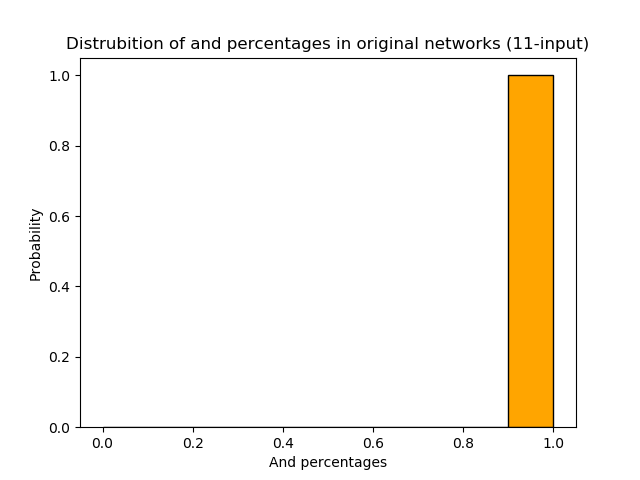 Distrubition of and percentages in original networks (11-input)
1.0
0.8
0.6
0.4
0.2
0.0
Probability
0.0 0.2 0.4 0.6 0.8 1.0
And percentages